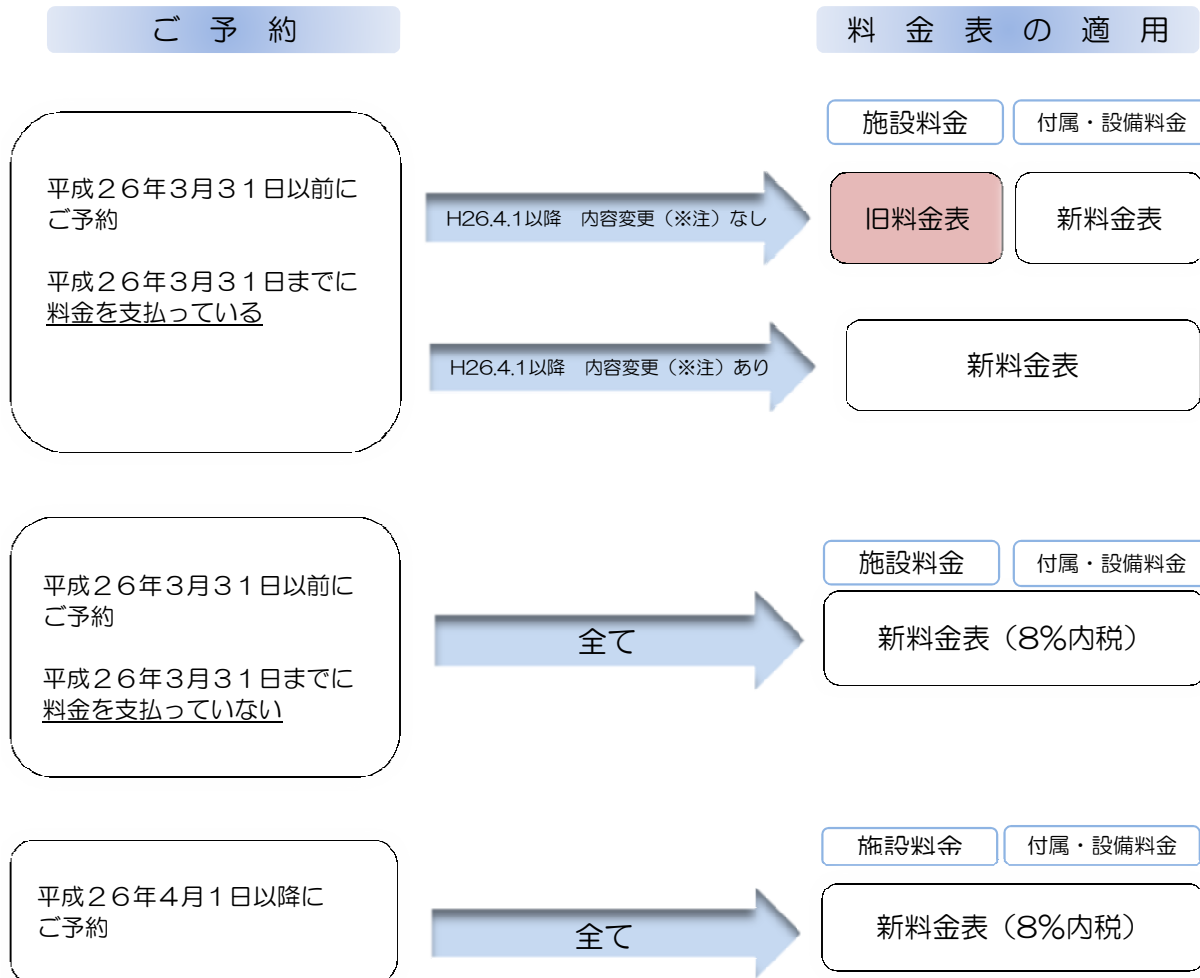 ご予約
料金表の適用
施設料金
付属・設備料金
平成２６年３月３１日以前に
ご予約
平成２６年３月３１日までに
料金を支払っている
H26.4.1以降　内容変更（※注）なし
旧料金表
新料金表
H26.4.1以降　内容変更（※注）あり
新料金表
施設料金
付属・設備料金
平成２６年３月３１日以前に
ご予約
平成２６年３月３１日までに
料金を支払っていない
全て
新料金表（8%内税）
施設料金
付属・設備料金
平成２６年４月１日以降に
ご予約
全て
新料金表（8%内税）